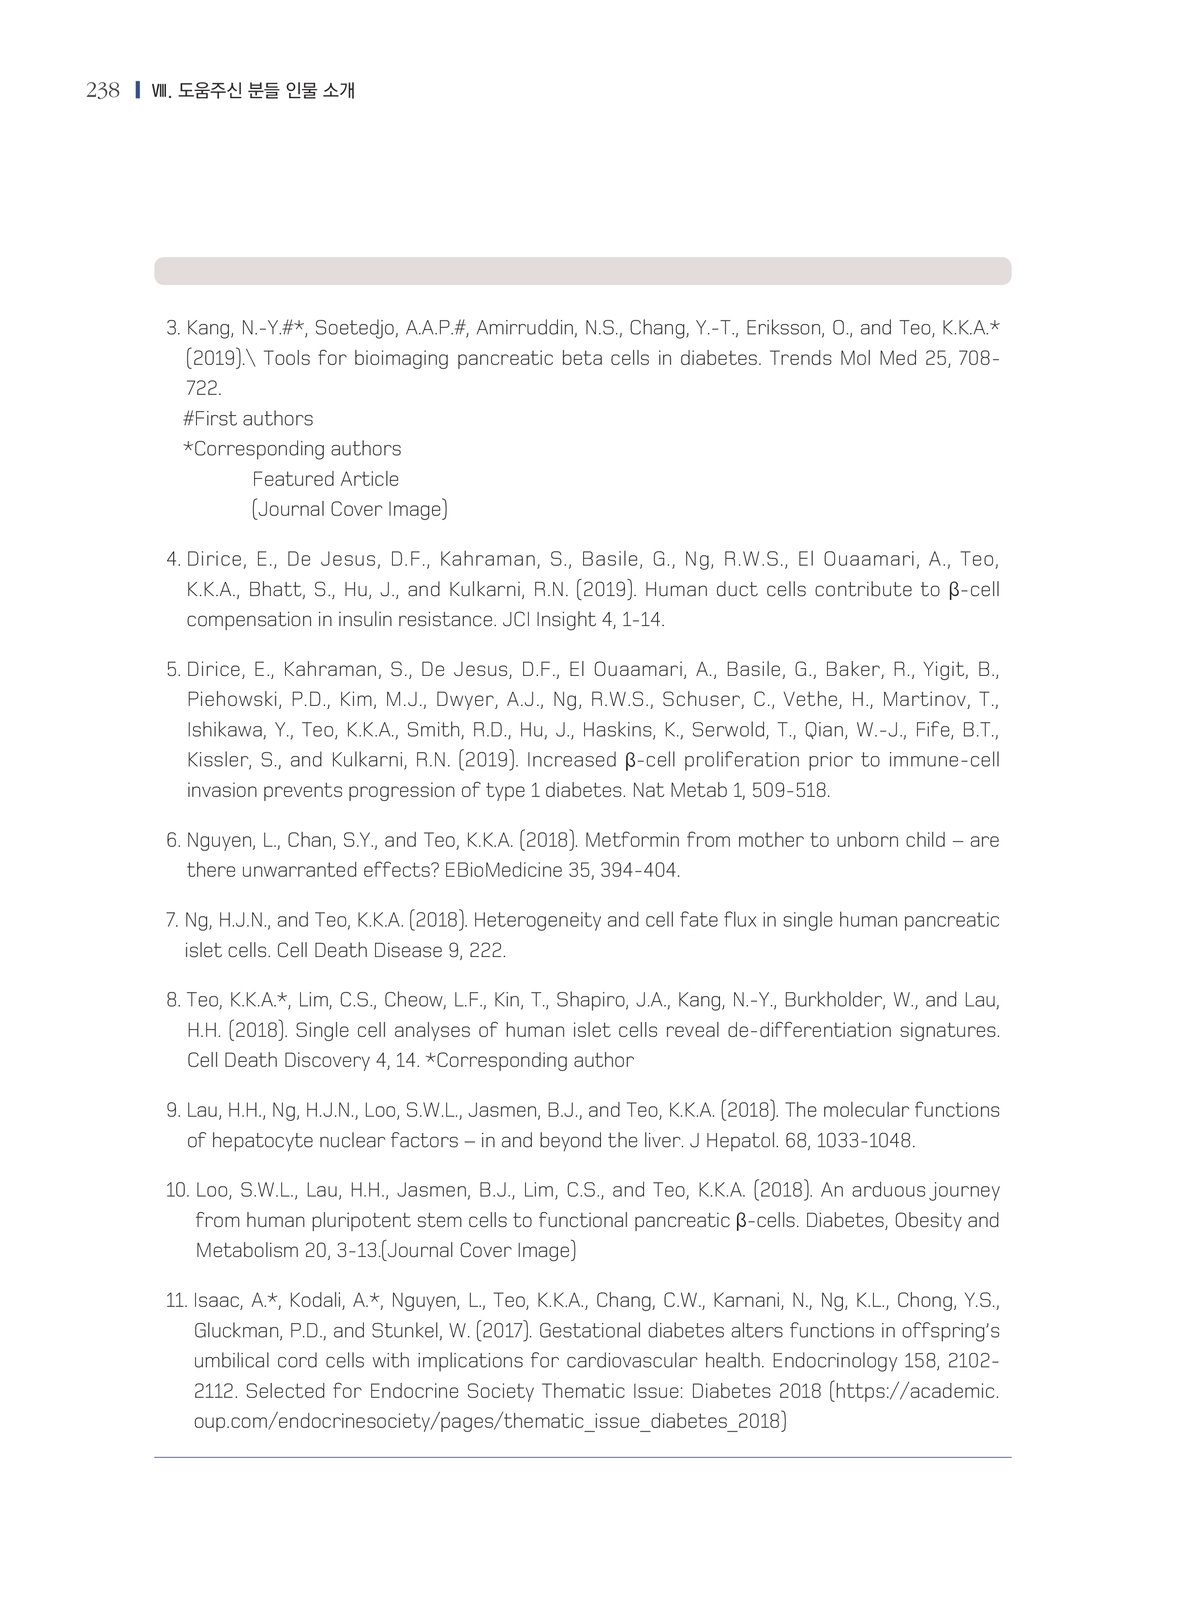 238 Ⅷ. 도움주신 분들 인물 소개
3. Kang, N.-Y.#*, Soetedjo, A.A.P.#, Amirruddin, N.S., Chang, Y.-T., Eriksson, O., and Teo, K.K.A.*
(2019).\ Tools for bioimaging pancreatic beta cells in diabetes. Trends Mol Med 25, 708-
722.
#First authors
*Corresponding authors
Featured Article
(Journal Cover Image)
4. Dirice, E., De Jesus, D.F., Kahraman, S., Basile, G., Ng, R.W.S., El Ouaamari, A., Teo,
K.K.A., Bhatt, S., Hu, J., and Kulkarni, R.N. (2019). Human duct cells contribute to β-cell
compensation in insulin resistance. JCI Insight 4, 1-14.
5. Dirice, E., Kahraman, S., De Jesus, D.F., El Ouaamari, A., Basile, G., Baker, R., Yigit, B.,
Piehowski, P.D., Kim, M.J., Dwyer, A.J., Ng, R.W.S., Schuser, C., Vethe, H., Martinov, T.,
Ishikawa, Y., Teo, K.K.A., Smith, R.D., Hu, J., Haskins, K., Serwold, T., Qian, W.-J., Fife, B.T.,
Kissler, S., and Kulkarni, R.N. (2019). Increased β-cell proliferation prior to immune-cell
invasion prevents progression of type 1 diabetes. Nat Metab 1, 509-518.
6. Nguyen, L., Chan, S.Y., and Teo, K.K.A. (2018). Metformin from mother to unborn child – are
there unwarranted effects? EBioMedicine 35, 394-404.
7. Ng, H.J.N., and Teo, K.K.A. (2018). Heterogeneity and cell fate flux in single human pancreatic
islet cells. Cell Death Disease 9, 222.
8. Teo, K.K.A.*, Lim, C.S., Cheow, L.F., Kin, T., Shapiro, J.A., Kang, N.-Y., Burkholder, W., and Lau,
H.H. (2018). Single cell analyses of human islet cells reveal de-differentiation signatures.
Cell Death Discovery 4, 14. *Corresponding author
9. Lau, H.H., Ng, H.J.N., Loo, S.W.L., Jasmen, B.J., and Teo, K.K.A. (2018). The molecular functions
of hepatocyte nuclear factors – in and beyond the liver. J Hepatol. 68, 1033-1048.
10. Loo, S.W.L., Lau, H.H., Jasmen, B.J., Lim, C.S., and Teo, K.K.A. (2018). An arduous journey
from human pluripotent stem cells to functional pancreatic β-cells. Diabetes, Obesity and
Metabolism 20, 3-13.(Journal Cover Image)
11. Isaac, A.*, Kodali, A.*, Nguyen, L., Teo, K.K.A., Chang, C.W., Karnani, N., Ng, K.L., Chong, Y.S.,
Gluckman, P.D., and Stunkel, W. (2017). Gestational diabetes alters functions in offspring’s
umbilical cord cells with implications for cardiovascular health. Endocrinology 158, 2102-
2112. Selected for Endocrine Society Thematic Issue: Diabetes 2018 (https://academic.
oup.com/endocrinesociety/pages/thematic_issue_diabetes_2018)